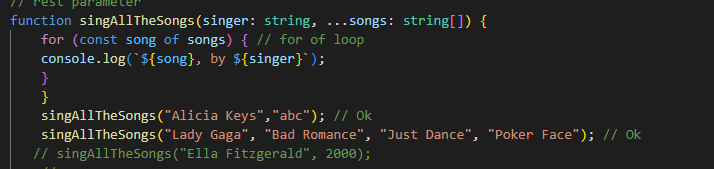 // rest parameter
function singAllTheSongs(singer: string, ...songs: string[]) {
for (const song of songs) { // for of loop
console.log(`${song}, by ${singer}`);
}
}
singAllTheSongs("Alicia Keys","abc"); // Ok
singAllTheSongs("Lady Gaga", "Bad Romance", "Just Dance", "Poker Face"); // Ok
// singAllTheSongs("Ella Fitzgerald", 2000);